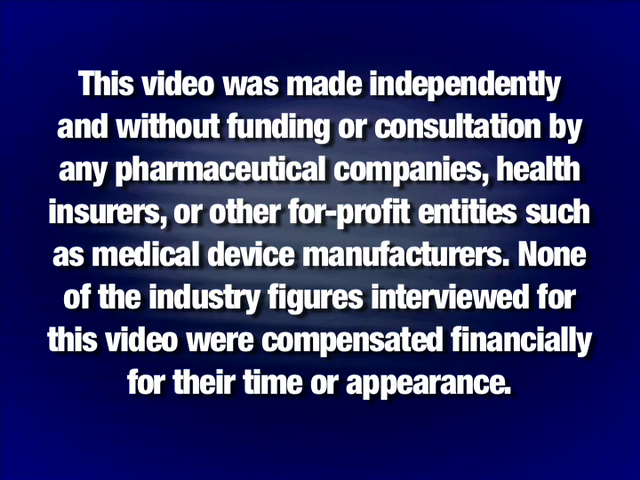 This video was made independently
and without funding or consultation by
any pharmaceutical companies, health
insurers, or other for-profit entities such
as medical device manufacturers. None
of the industry figures interviewed for
this video were compensated financially
for their time or appearance.